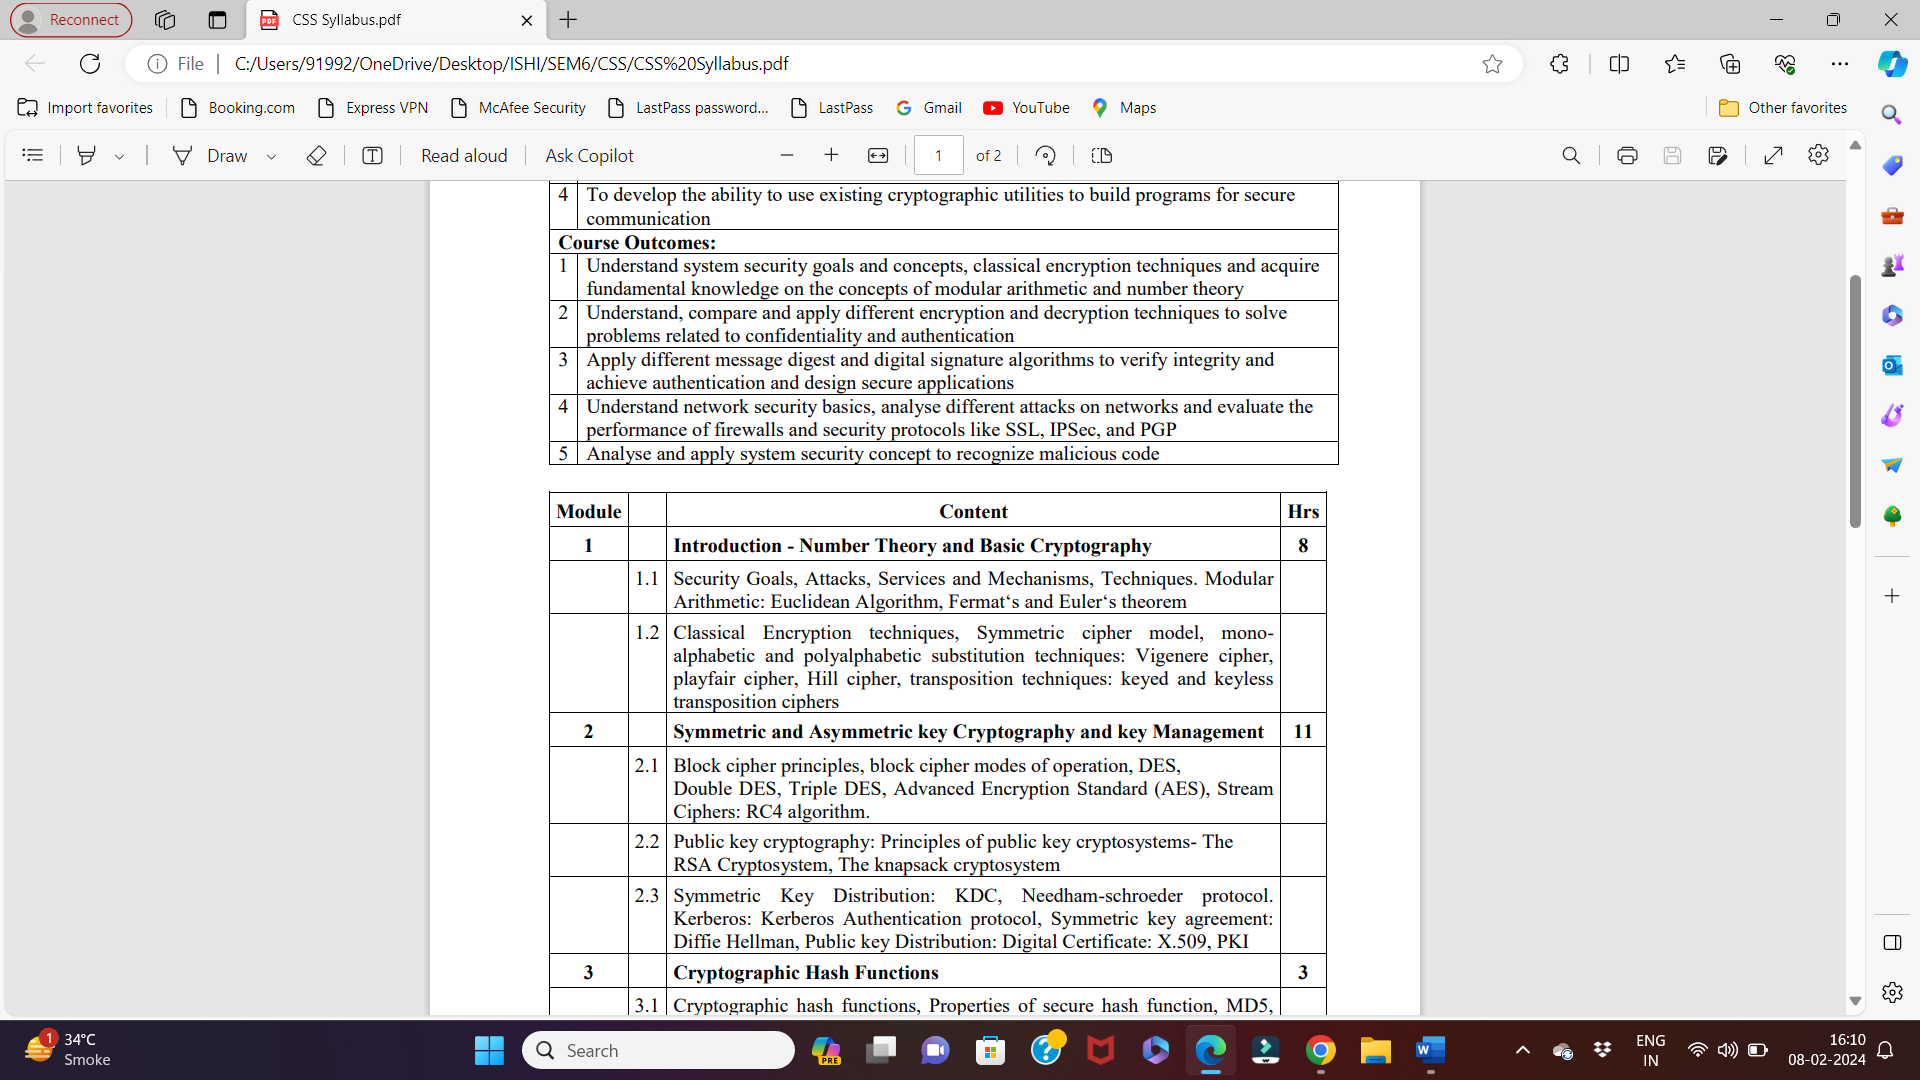 Reconnect
CSS Syllabus.pdf
File
C:/Users/91992/OneDrive/Desktop/ISHI/SEM6/CSS/CSS%20Syllabus.pdf
Import favorites
Booking.com
Express VPN
McAfee Security
LastPass password...
LastPass
Gmail
YouTube
Maps
Other favorites
Draw
Read aloud
Ask Copilot
1
of 2
4 To develop the ability to use existing cryptographic utilities to build programs for secure
communication
Course Outcomes:
1 Understand system security goals and concepts, classical encryption techniques and acquire
fundamental knowledge on the concepts of modular arithmetic and number theory
2 Understand, compare and apply different encryption and decryption techniques to solve
problems related to confidentiality and authentication
3 Apply different message digest and digital signature algorithms to verify integrity and
achieve authentication and design secure applications
4 Understand network security basics, analyse different attacks on networks and evaluate the
performance of firewalls and security protocols like SSL, IPSec, and PGP
5 Analyse and apply system security concept to recognize malicious code
Module Content Hrs
1 Introduction - Number Theory and Basic Cryptography 8
1.1 Security Goals, Attacks, Services and Mechanisms, Techniques. Modular
Arithmetic: Euclidean Algorithm, Fermat‘s and Euler‘s theorem
1.2 Classical Encryption techniques, Symmetric cipher model, mono-
alphabetic and polyalphabetic substitution techniques: Vigenere cipher,
playfair cipher, Hill cipher, transposition techniques: keyed and keyless
transposition ciphers
2 Symmetric and Asymmetric key Cryptography and key Management 11
2.1 Block cipher principles, block cipher modes of operation, DES,
Double DES, Triple DES, Advanced Encryption Standard (AES), Stream
Ciphers: RC4 algorithm.
2.2 Public key cryptography: Principles of public key cryptosystems- The
RSA Cryptosystem, The knapsack cryptosystem
2.3 Symmetric Key Distribution: KDC, Needham-schroeder protocol.
Kerberos: Kerberos Authentication protocol, Symmetric key agreement:
Diffie Hellman, Public key Distribution: Digital Certificate: X.509, PKI
3 Cryptographic Hash Functions 3
3.1 Cryptographic hash functions, Properties of secure hash function, MD5,
1
34°C
Smoke
Search
PRE
ENG
IN
16:10
08-02-2024